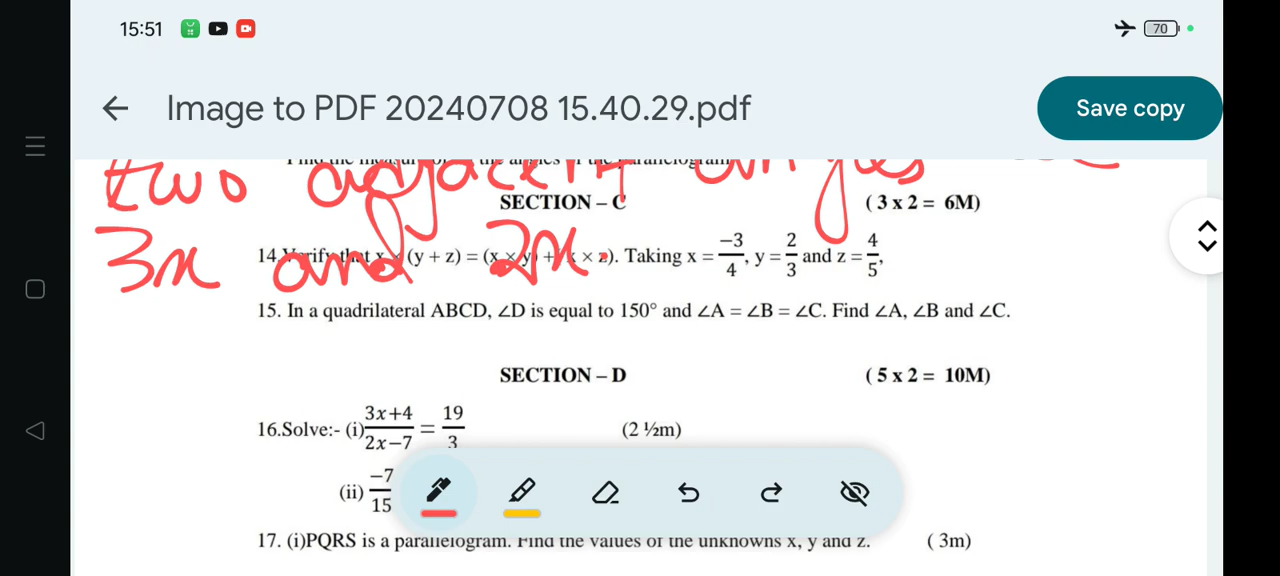 15:51
70
Image to PDF 20240708 15.40.29.pdf
Save copy
two adjacent angles
SECTION – C ( 3 x 2 = 6M)
3x and 2x
14.Verify that x × (y + z) = (x × y) + (x × z). Taking x = −3/4, y = 2/3 and z = 4/5,
15. In a quadrilateral ABCD, ∠D is equal to 150° and ∠A = ∠B = ∠C. Find ∠A, ∠B and ∠C.
SECTION – D ( 5 x 2 = 10M)
16.Solve:- (i) 3x+4/2x−7 = 19/3 (2 ½m)
(ii) −7/15
17. (i)PQRS is a parallelogram. Find the values of the unknowns x, y and z. ( 3m)